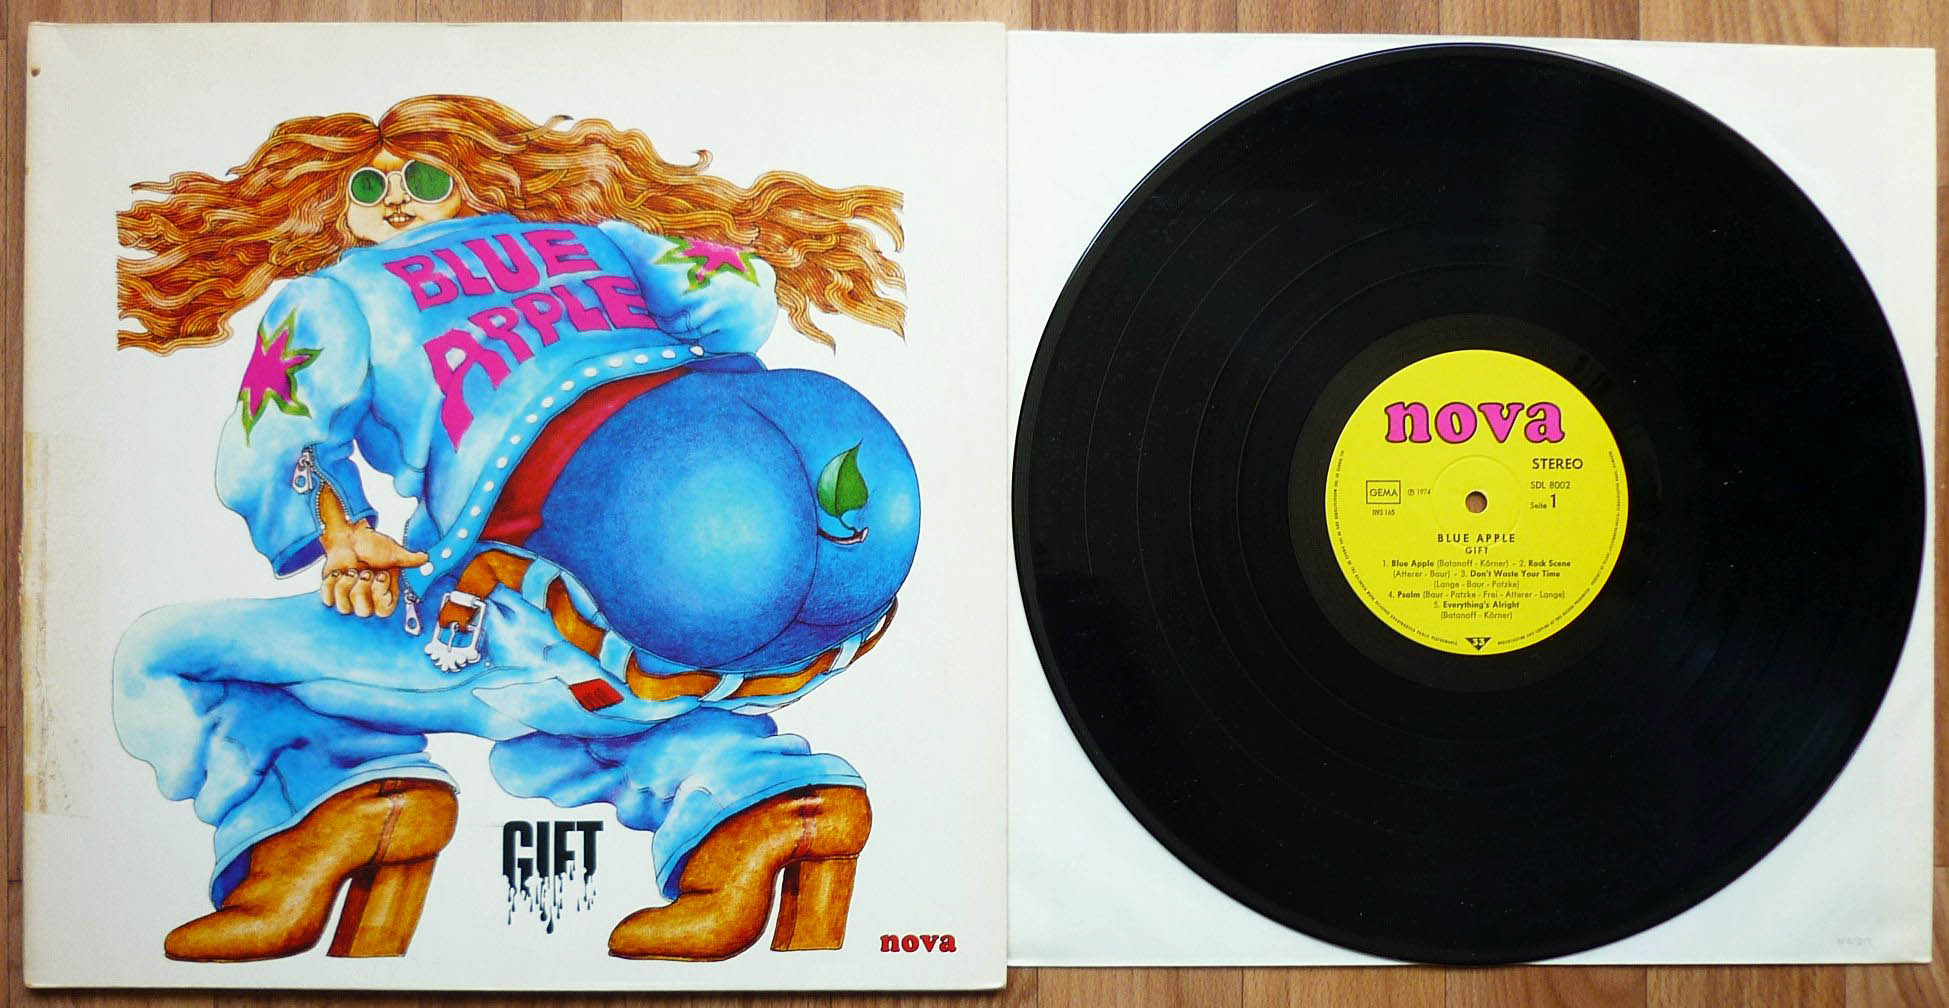 BLUE
APPLE
GIFT
nova
nova
STEREO
GEMA ℗ 1974
SDL 8002
093 165
Seite 1
BLUE APPLE
GIFT
1. Blue Apple (Batanoff - Körner) - 2. Rock Scene
(Atterer - Baur) - 3. Don't Waste Your Time
(Lange - Baur - Patzke)
4. Psalm (Baur - Patzke - Frei - Atterer - Lange)
5. Everything's Alright
(Batanoff - Körner)
33